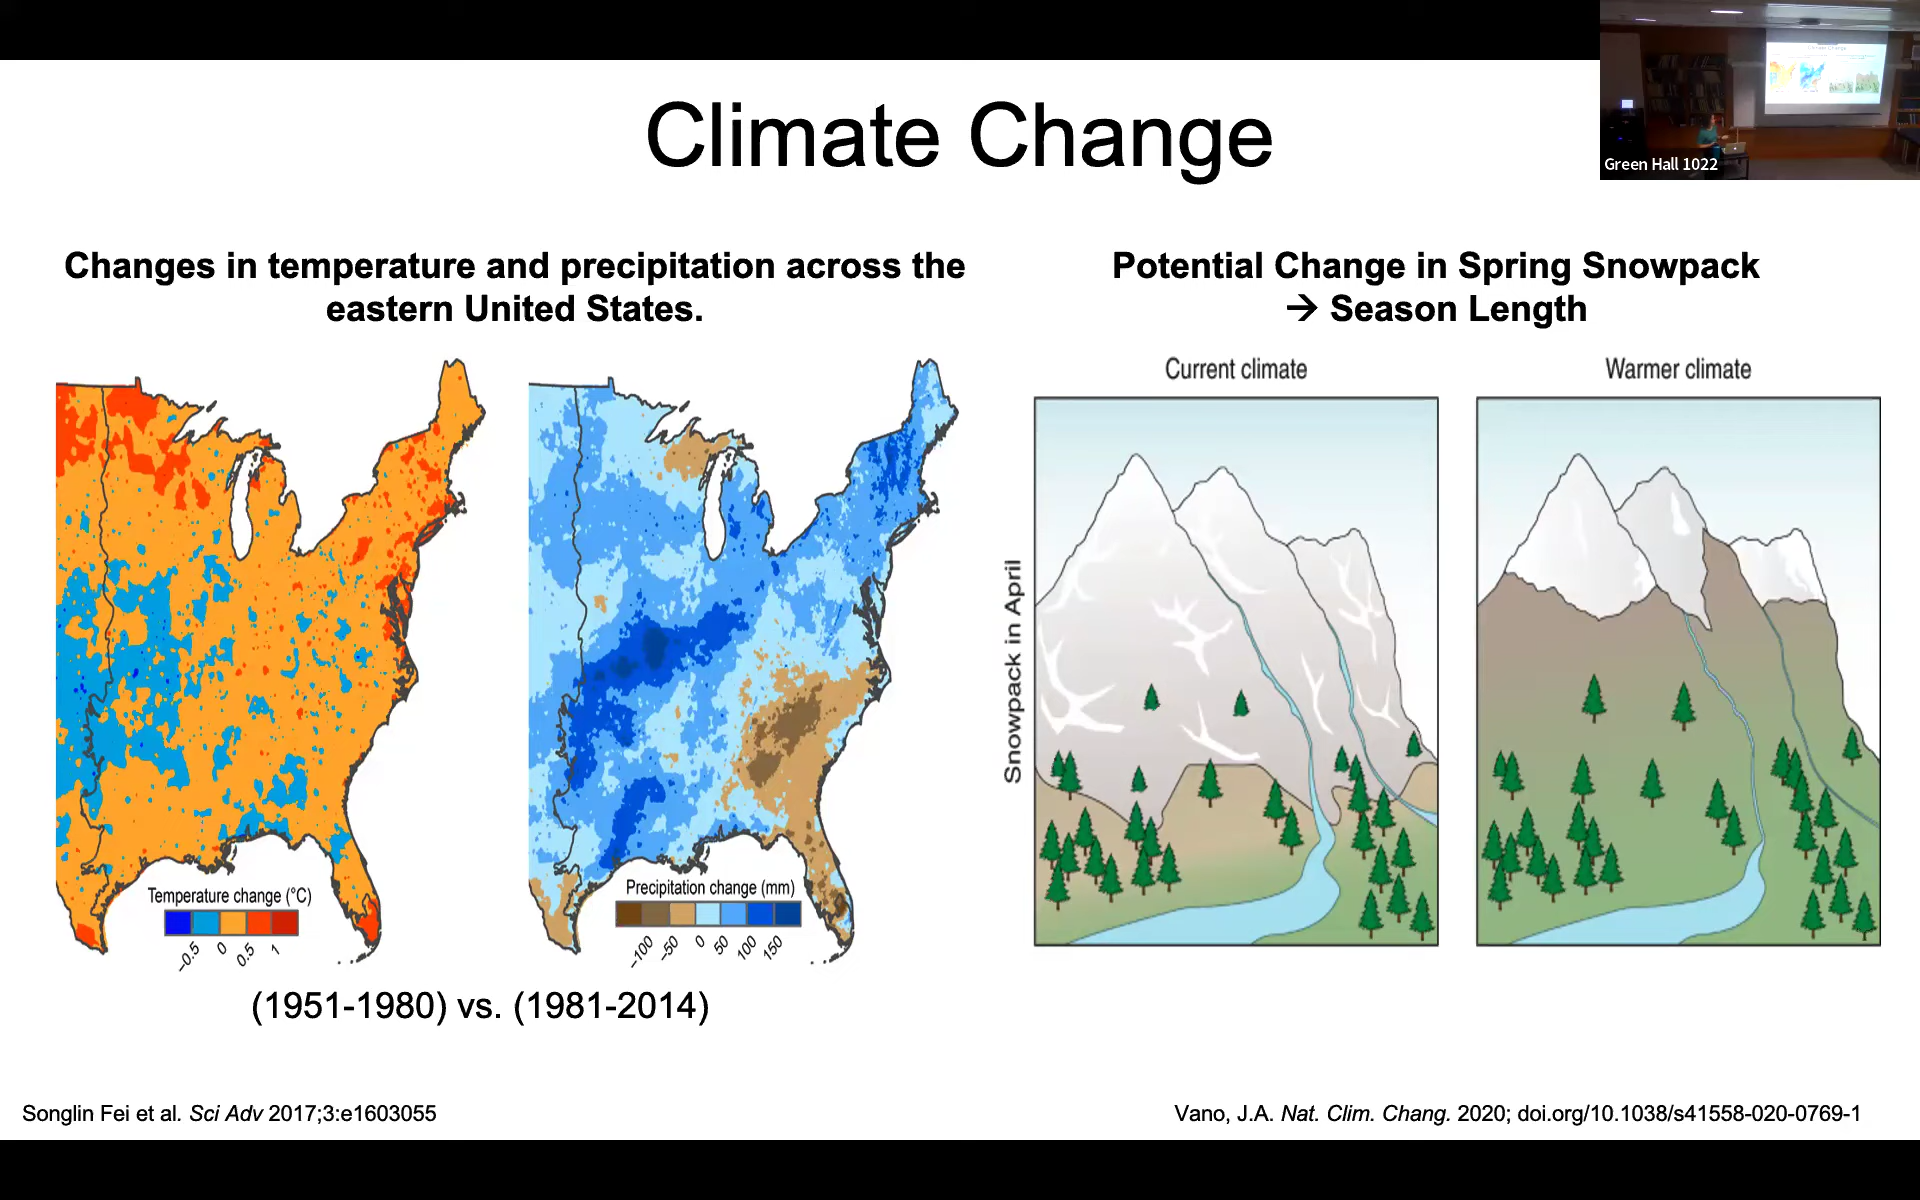 Climate Change
Green Hall 1022
Changes in temperature and precipitation across the
eastern United States.
Potential Change in Spring Snowpack
→ Season Length
Current climate
Warmer climate
Snowpack in April
Temperature change (°C)
–0.5 0 0.5 1
Precipitation change (mm)
–100 –50 0 50 100 150
(1951-1980) vs. (1981-2014)
Songlin Fei et al. Sci Adv 2017;3:e1603055
Vano, J.A. Nat. Clim. Chang. 2020; doi.org/10.1038/s41558-020-0769-1